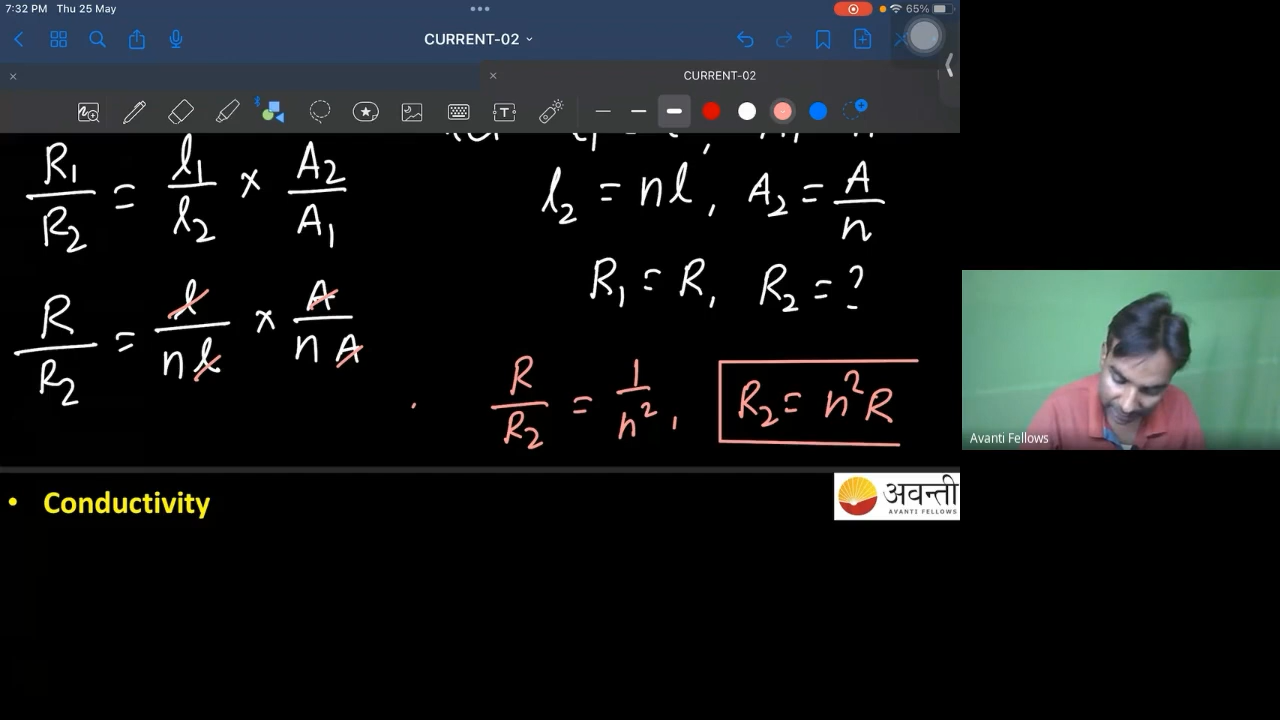 7:32 PM Thu 25 May
65%
CURRENT-02
CURRENT-02
R₁/R₂ = l₁/l₂ × A₂/A₁
l₂ = nl, A₂ = A/n
R₁ = R, R₂ = ?
R/R₂ = l/nl × A/nA
R/R₂ = 1/n², R₂ = n²R
Avanti Fellows
• Conductivity
अवन्ती
AVANTI FELLOWS